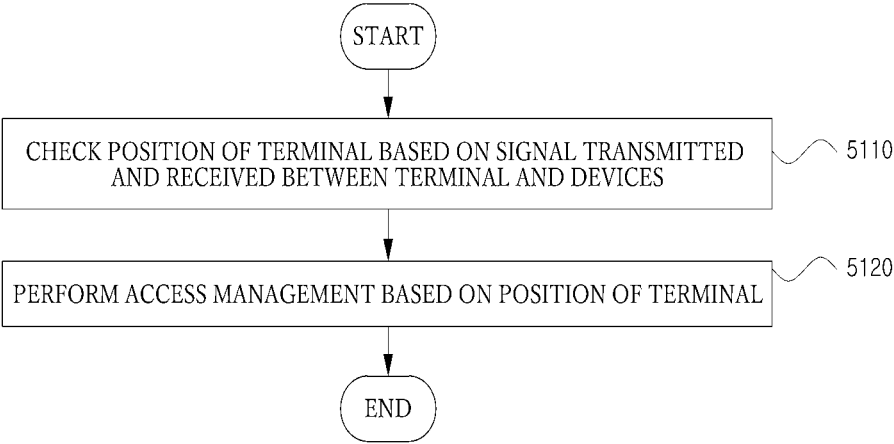 START
CHECK POSITION OF TERMINAL BASED ON SIGNAL TRANSMITTED
AND RECEIVED BETWEEN TERMINAL AND DEVICES
5110
PERFORM ACCESS MANAGEMENT BASED ON POSITION OF TERMINAL
5120
END